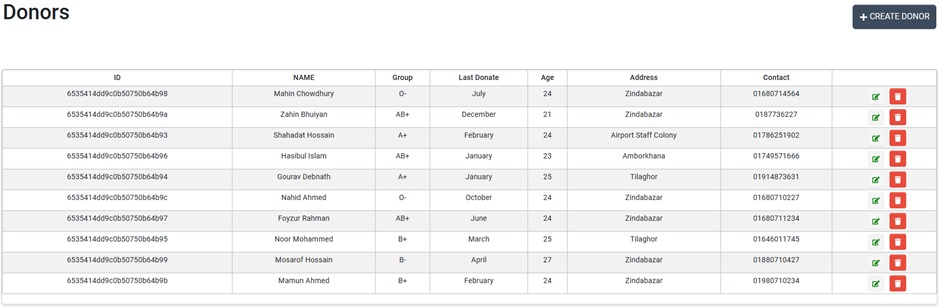 Donors
+ CREATE DONOR
ID NAME Group Last Donate Age Address Contact
6535414dd9c0b50750b64b98 Mahin Chowdhury O- July 24 Zindabazar 01680714564
6535414dd9c0b50750b64b9a Zahin Bhuiyan AB+ December 21 Zindabazar 0187736227
6535414dd9c0b50750b64b93 Shahadat Hossain A+ February 24 Airport Staff Colony 01786251902
6535414dd9c0b50750b64b96 Hasibul Islam AB+ January 23 Amborkhana 01749571666
6535414dd9c0b50750b64b94 Gourav Debnath A+ January 25 Tilaghor 01914873631
6535414dd9c0b50750b64b9c Nahid Ahmed O- October 24 Zindabazar 01680710227
6535414dd9c0b50750b64b97 Foyzur Rahman AB+ June 24 Zindabazar 01680711234
6535414dd9c0b50750b64b95 Noor Mohammed B+ March 25 Tilaghor 01646011745
6535414dd9c0b50750b64b99 Mosarof Hossain B- April 27 Zindabazar 01880710427
6535414dd9c0b50750b64b9b Mamun Ahmed B+ February 24 Zindabazar 01980710234